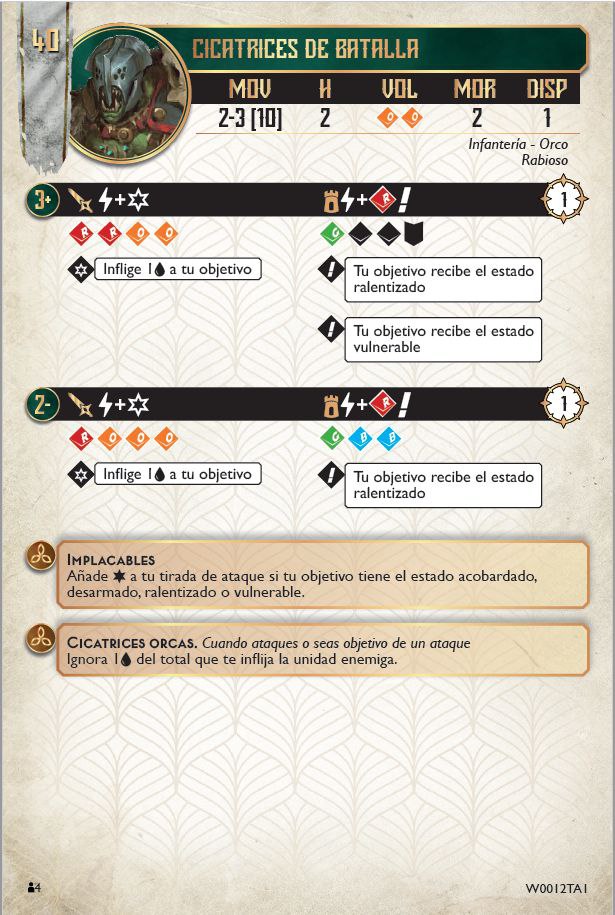 40
CICATRICES DE BATALLA
MOV H VOL MOR DISP
2-3 [10] 2 O O 2 1
Infantería - Orco
Rabioso
3+ + + R ! 1
R R O O G
Inflige 1 a tu objetivo
! Tu objetivo recibe el estado
ralentizado
! Tu objetivo recibe el estado
vulnerable
2- + + R ! 1
R O O O G B B
Inflige 1 a tu objetivo
! Tu objetivo recibe el estado
ralentizado
IMPLACABLES
Añade a tu tirada de ataque si tu objetivo tiene el estado acobardado,
desarmado, ralentizado o vulnerable.
CICATRICES ORCAS. Cuando ataques o seas objetivo de un ataque
Ignora 1 del total que te inflija la unidad enemiga.
4
W0012TA1